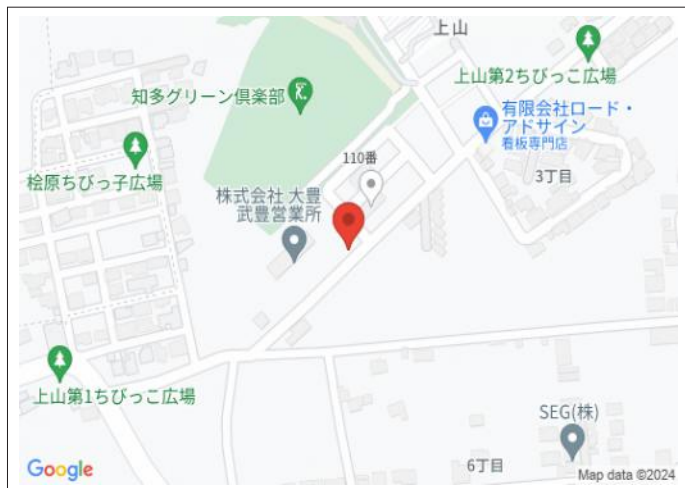 上山
上山第2ちびっこ広場
知多グリーン倶楽部
有限会社ロード・
アドサイン
看板専門店
110番
3丁目
桧原ちびっ子広場
株式会社 大豊
武豊営業所
上山第1ちびっこ広場
SEG(株)
6丁目
Google
Map data ©2024